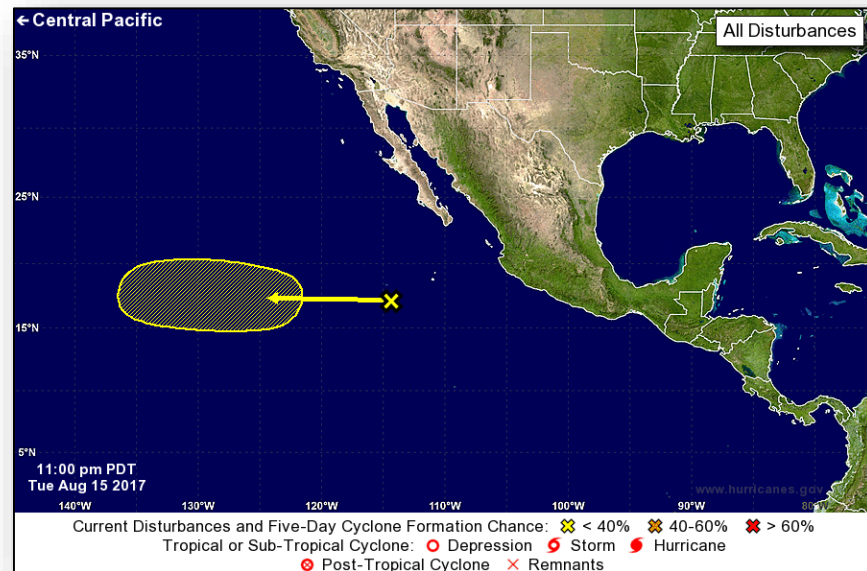 ← Central Pacific
All Disturbances
35°N
25°N
15°N
5°N
11:00 pm PDT
Tue Aug 15 2017
www.hurricanes.gov
140°W 130°W 120°W 110°W 100°W 90°W 80°W
Current Disturbances and Five-Day Cyclone Formation Chance: < 40% 40-60% > 60%
Tropical or Sub-Tropical Cyclone: Depression Storm Hurricane
Post-Tropical Cyclone Remnants